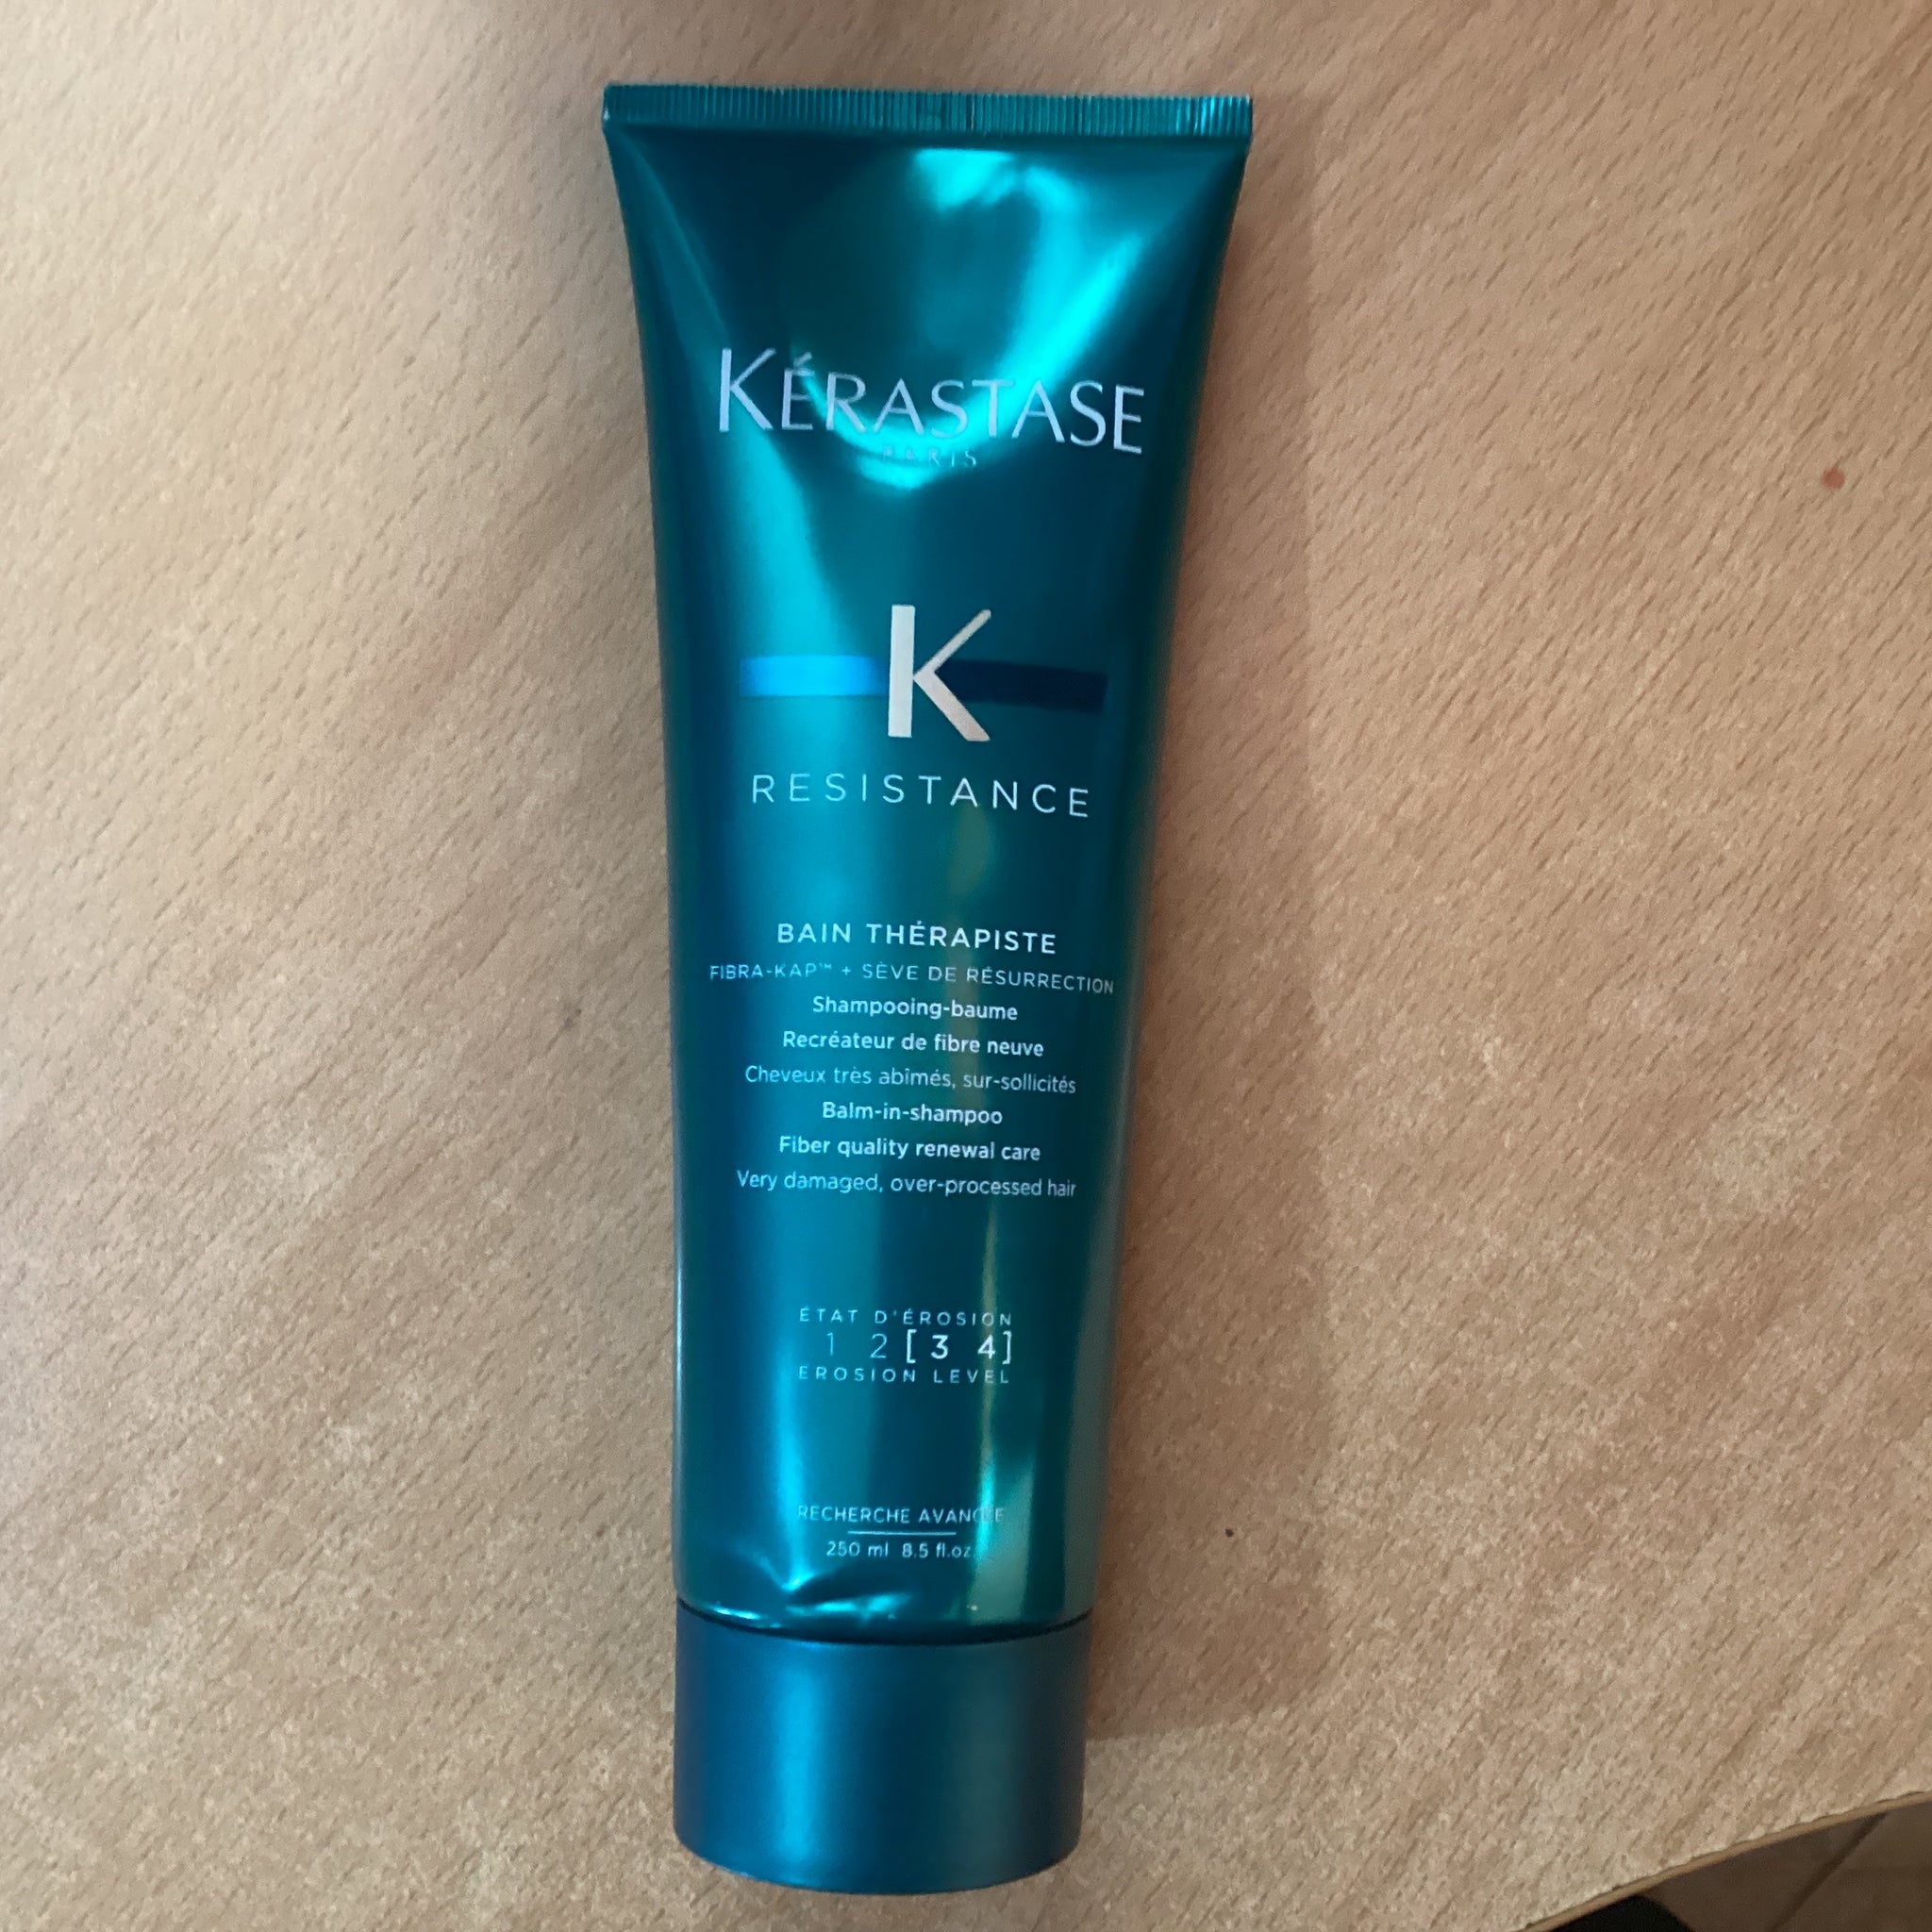 KÉRASTASE
PARIS
K
RESISTANCE
BAIN THÉRAPISTE
FIBRA-KAP™ + SÈVE DE RÉSURRECTION
Shampooing-baume
Recréateur de fibre neuve
Cheveux très abîmés, sur-sollicités
Balm-in-shampoo
Fiber quality renewal care
Very damaged, over-processed hair
ÉTAT D'ÉROSION
1 2 [3 4]
EROSION LEVEL
RECHERCHE AVANCÉE
250 ml 8.5 fl.oz